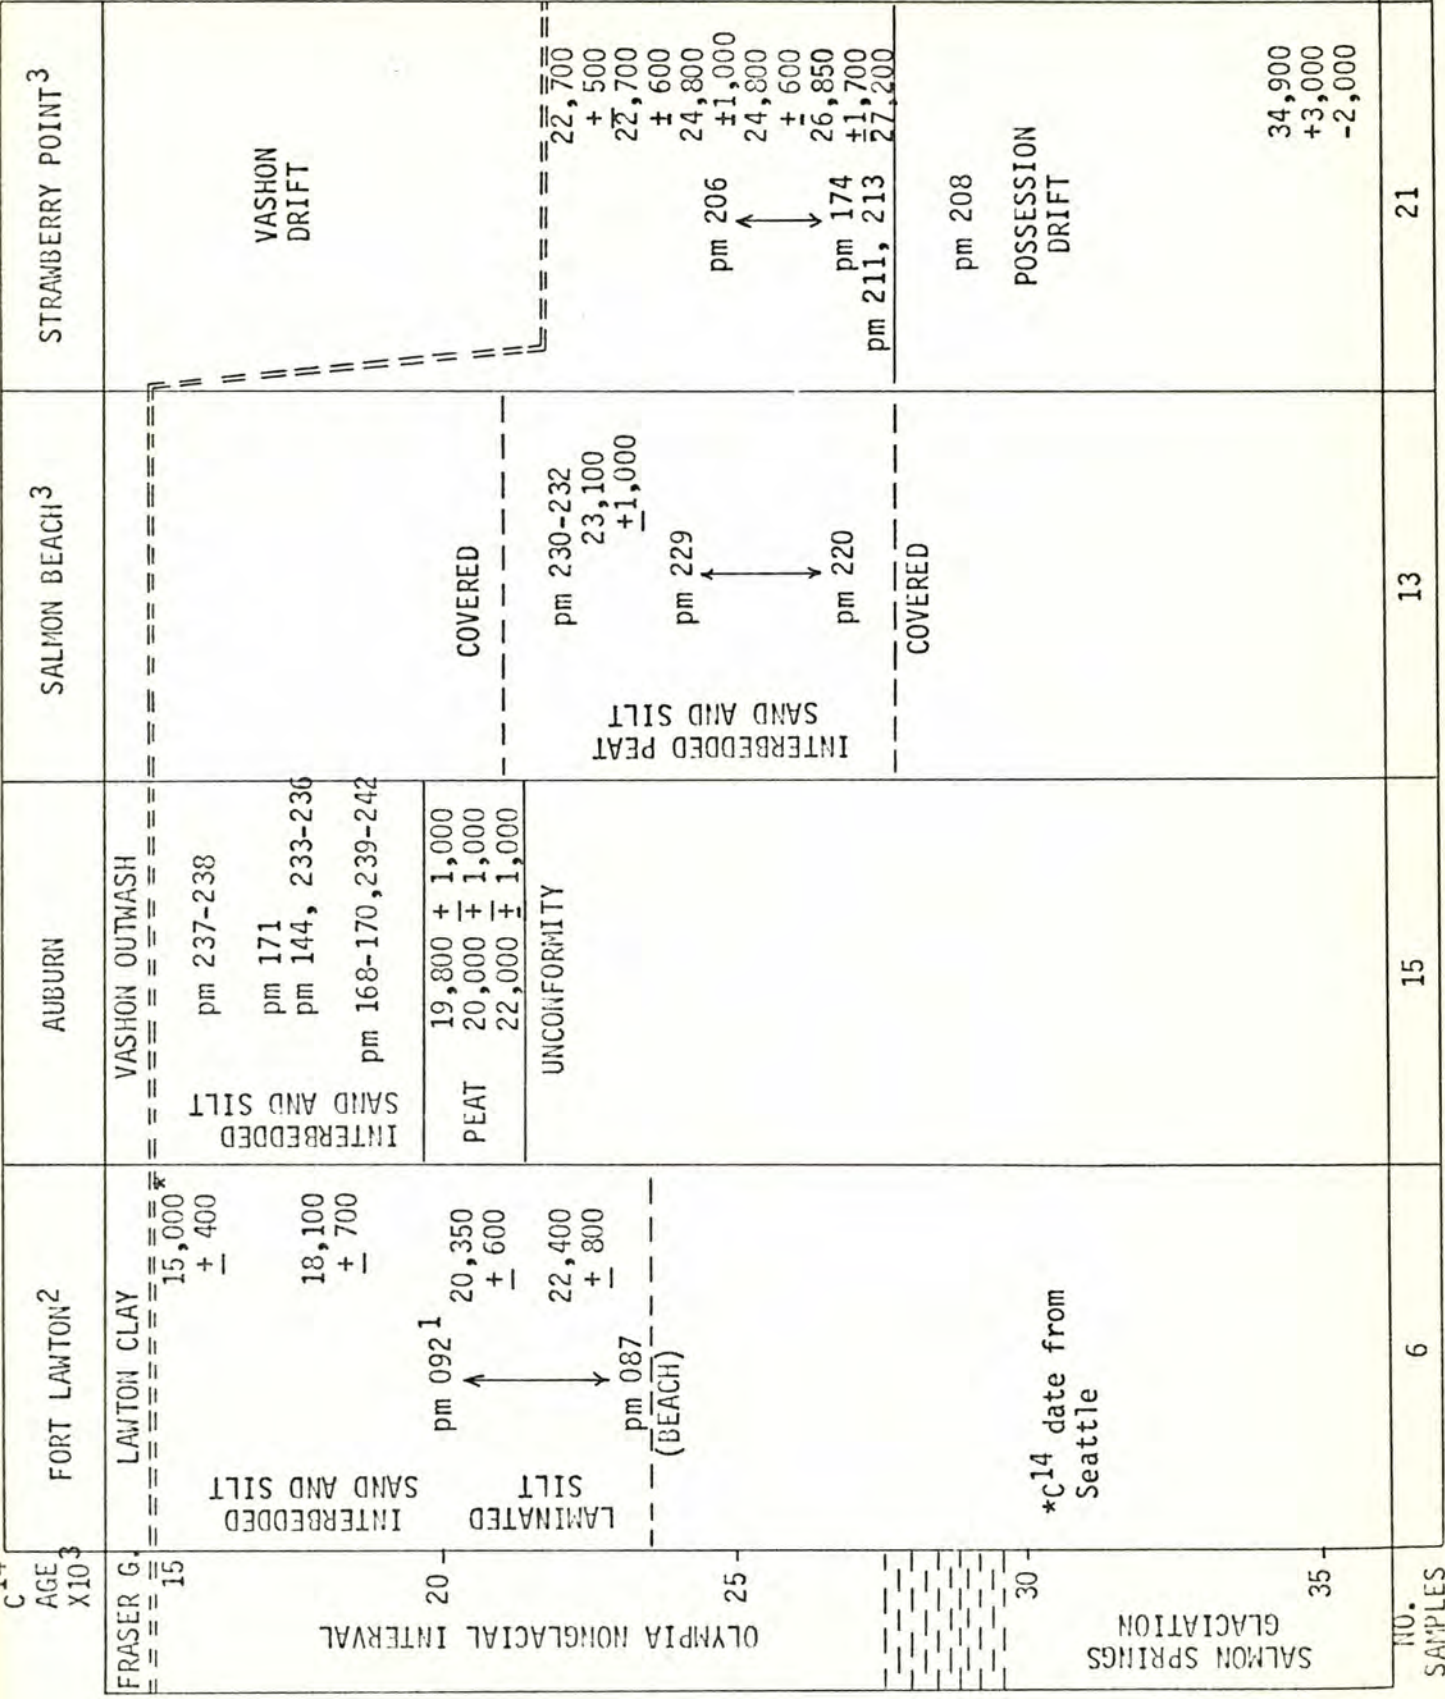 C14
AGE
X10³
FORT LAWTON²
AUBURN
SALMON BEACH³
STRAWBERRY POINT³
FRASER G.
LAWTON CLAY
VASHON OUTWASH
15
20
25
30
35
OLYMPIA NONGLACIAL INTERVAL
SALMON SPRINGS
GLACIATION
INTERBEDDED
SAND AND SILT
LAMINATED
SILT
15,000*
± 400
18,100
± 700
pm 092¹
20,350
± 600
22,400
± 800
pm 087
(BEACH)
*C¹⁴ date from
Seattle
INTERBEDDED
SAND AND SILT
pm 237-238
pm 171
pm 144, 233-236
pm 168-170,239-242
PEAT
19,800 ± 1,000
20,000 ± 1,000
22,000 ± 1,000
UNCONFORMITY
COVERED
INTERBEDDED PEAT
SAND AND SILT
pm 230-232
23,100
±1,000
pm 229
pm 220
COVERED
VASHON
DRIFT
22,700
± 500
22,700
± 600
24,800
±1,000
24,800
± 600
26,850
±1,700
27,200
pm 206
pm 174
pm 211, 213
pm 208
POSSESSION
DRIFT
34,900
+3,000
-2,000
NO.
SAMPLES
6
15
13
21